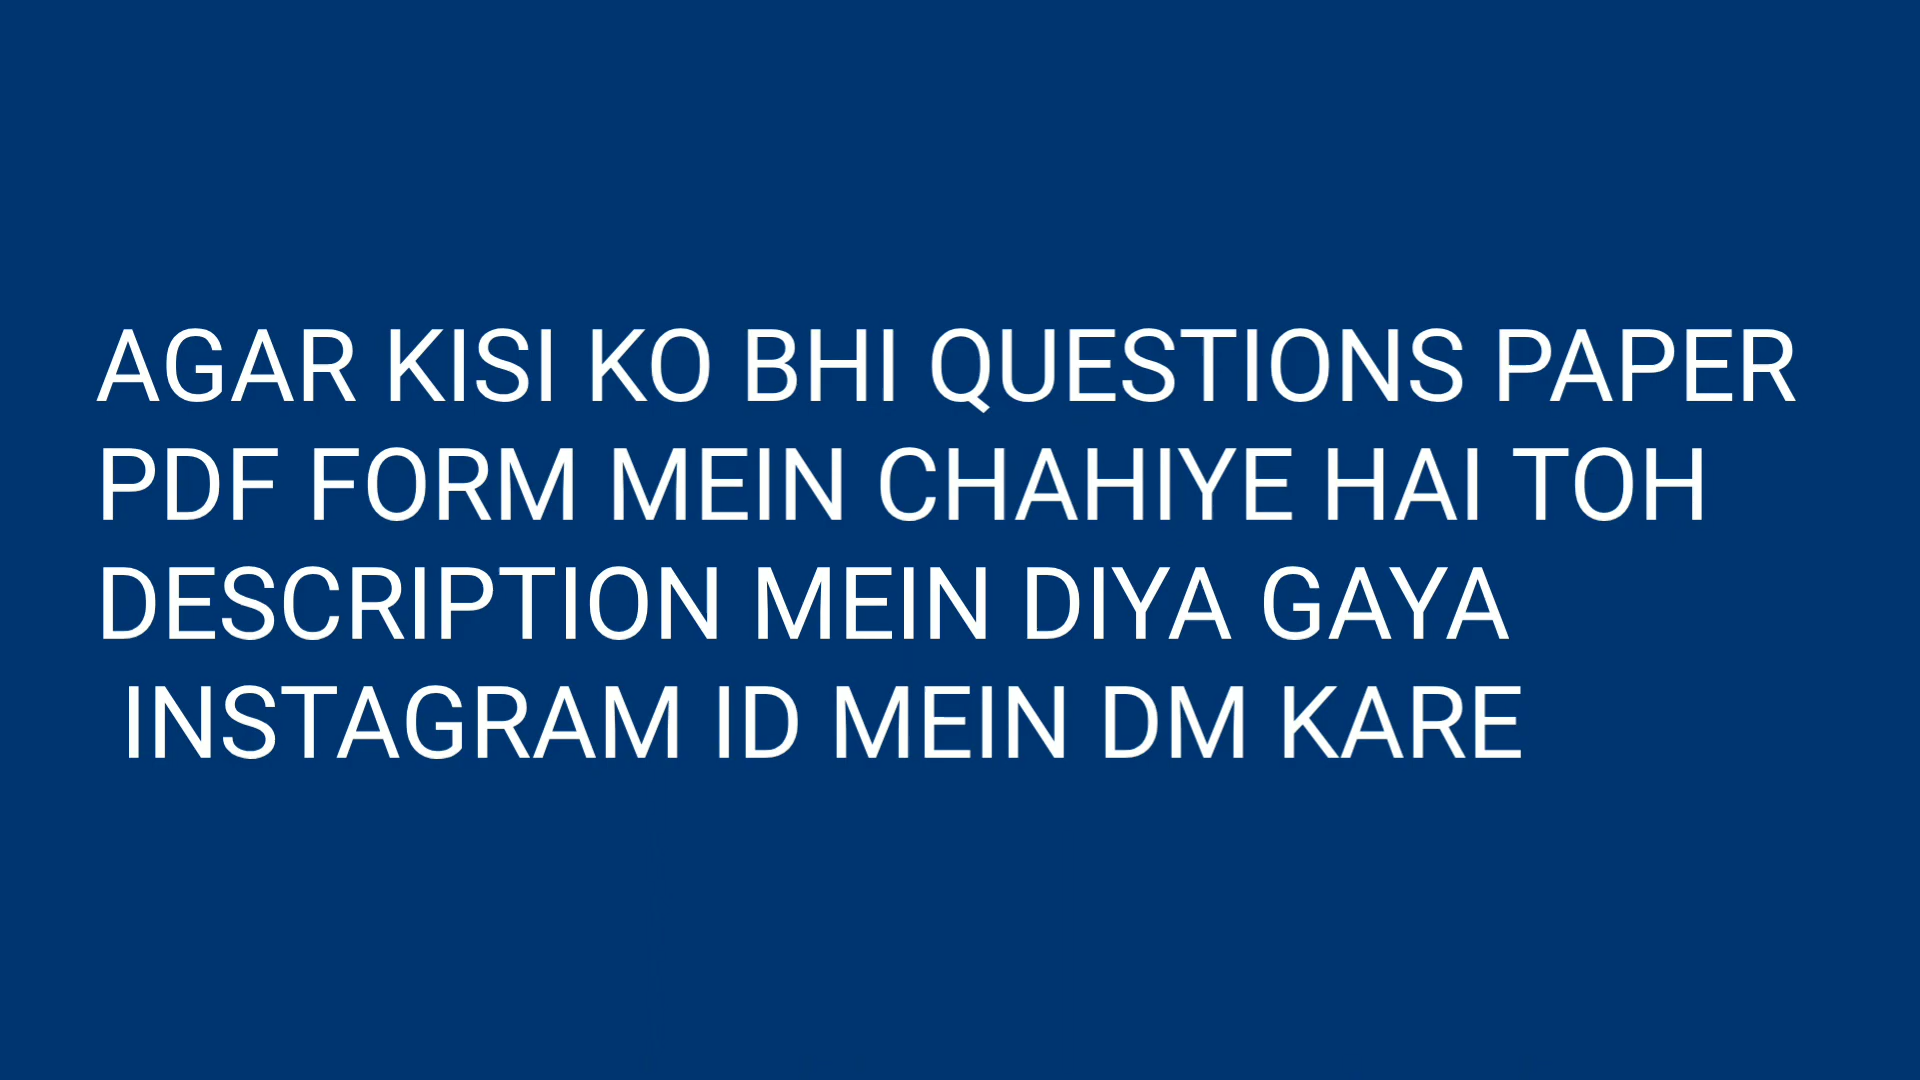 AGAR KISI KO BHI QUESTIONS PAPER
PDF FORM MEIN CHAHIYE HAI TOH
DESCRIPTION MEIN DIYA GAYA
INSTAGRAM ID MEIN DM KARE